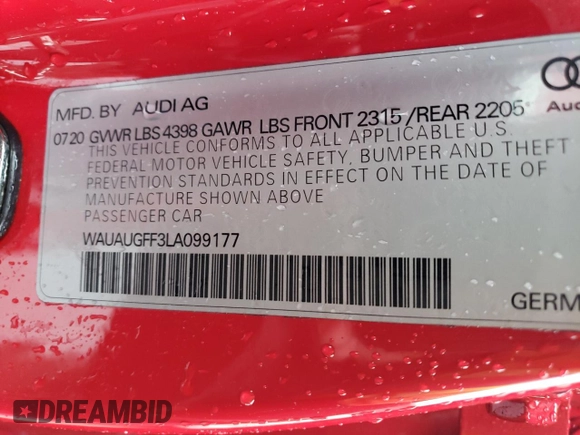 MFD. BY AUDI AG
0720 GVWR LBS 4398 GAWR LBS FRONT 2315 /REAR 2205
THIS VEHICLE CONFORMS TO ALL APPLICABLE U.S.
FEDERAL MOTOR VEHICLE SAFETY, BUMPER AND THEFT
PREVENTION STANDARDS IN EFFECT ON THE DATE OF
MANUFACTURE SHOWN ABOVE
PASSENGER CAR
WAUAUGFF3LA099177
GERM
Aud
DREAMBID